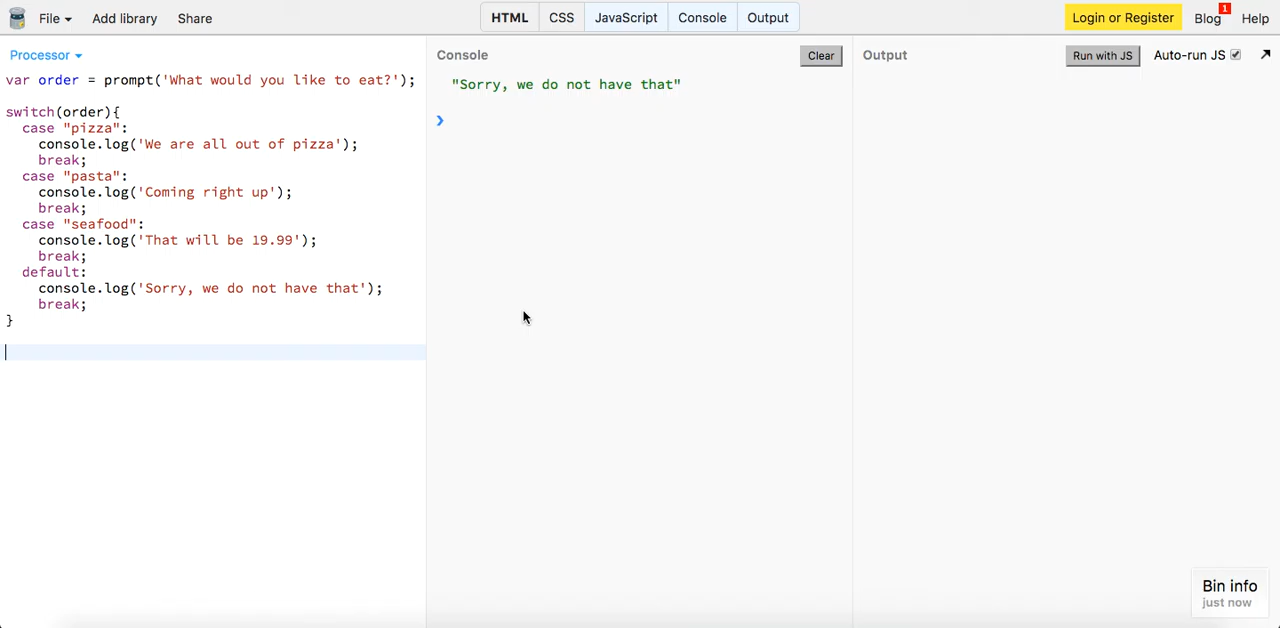 File Add library Share HTML CSS JavaScript Console Output Login or Register Blog 1 Help
Processor
var order = prompt('What would you like to eat?');
switch(order){
case "pizza":
console.log('We are all out of pizza');
break;
case "pasta":
console.log('Coming right up');
break;
case "seafood":
console.log('That will be 19.99');
break;
default:
console.log('Sorry, we do not have that');
break;
}
Console Clear
"Sorry, we do not have that"
Output Run with JS Auto-run JS
Bin info
just now